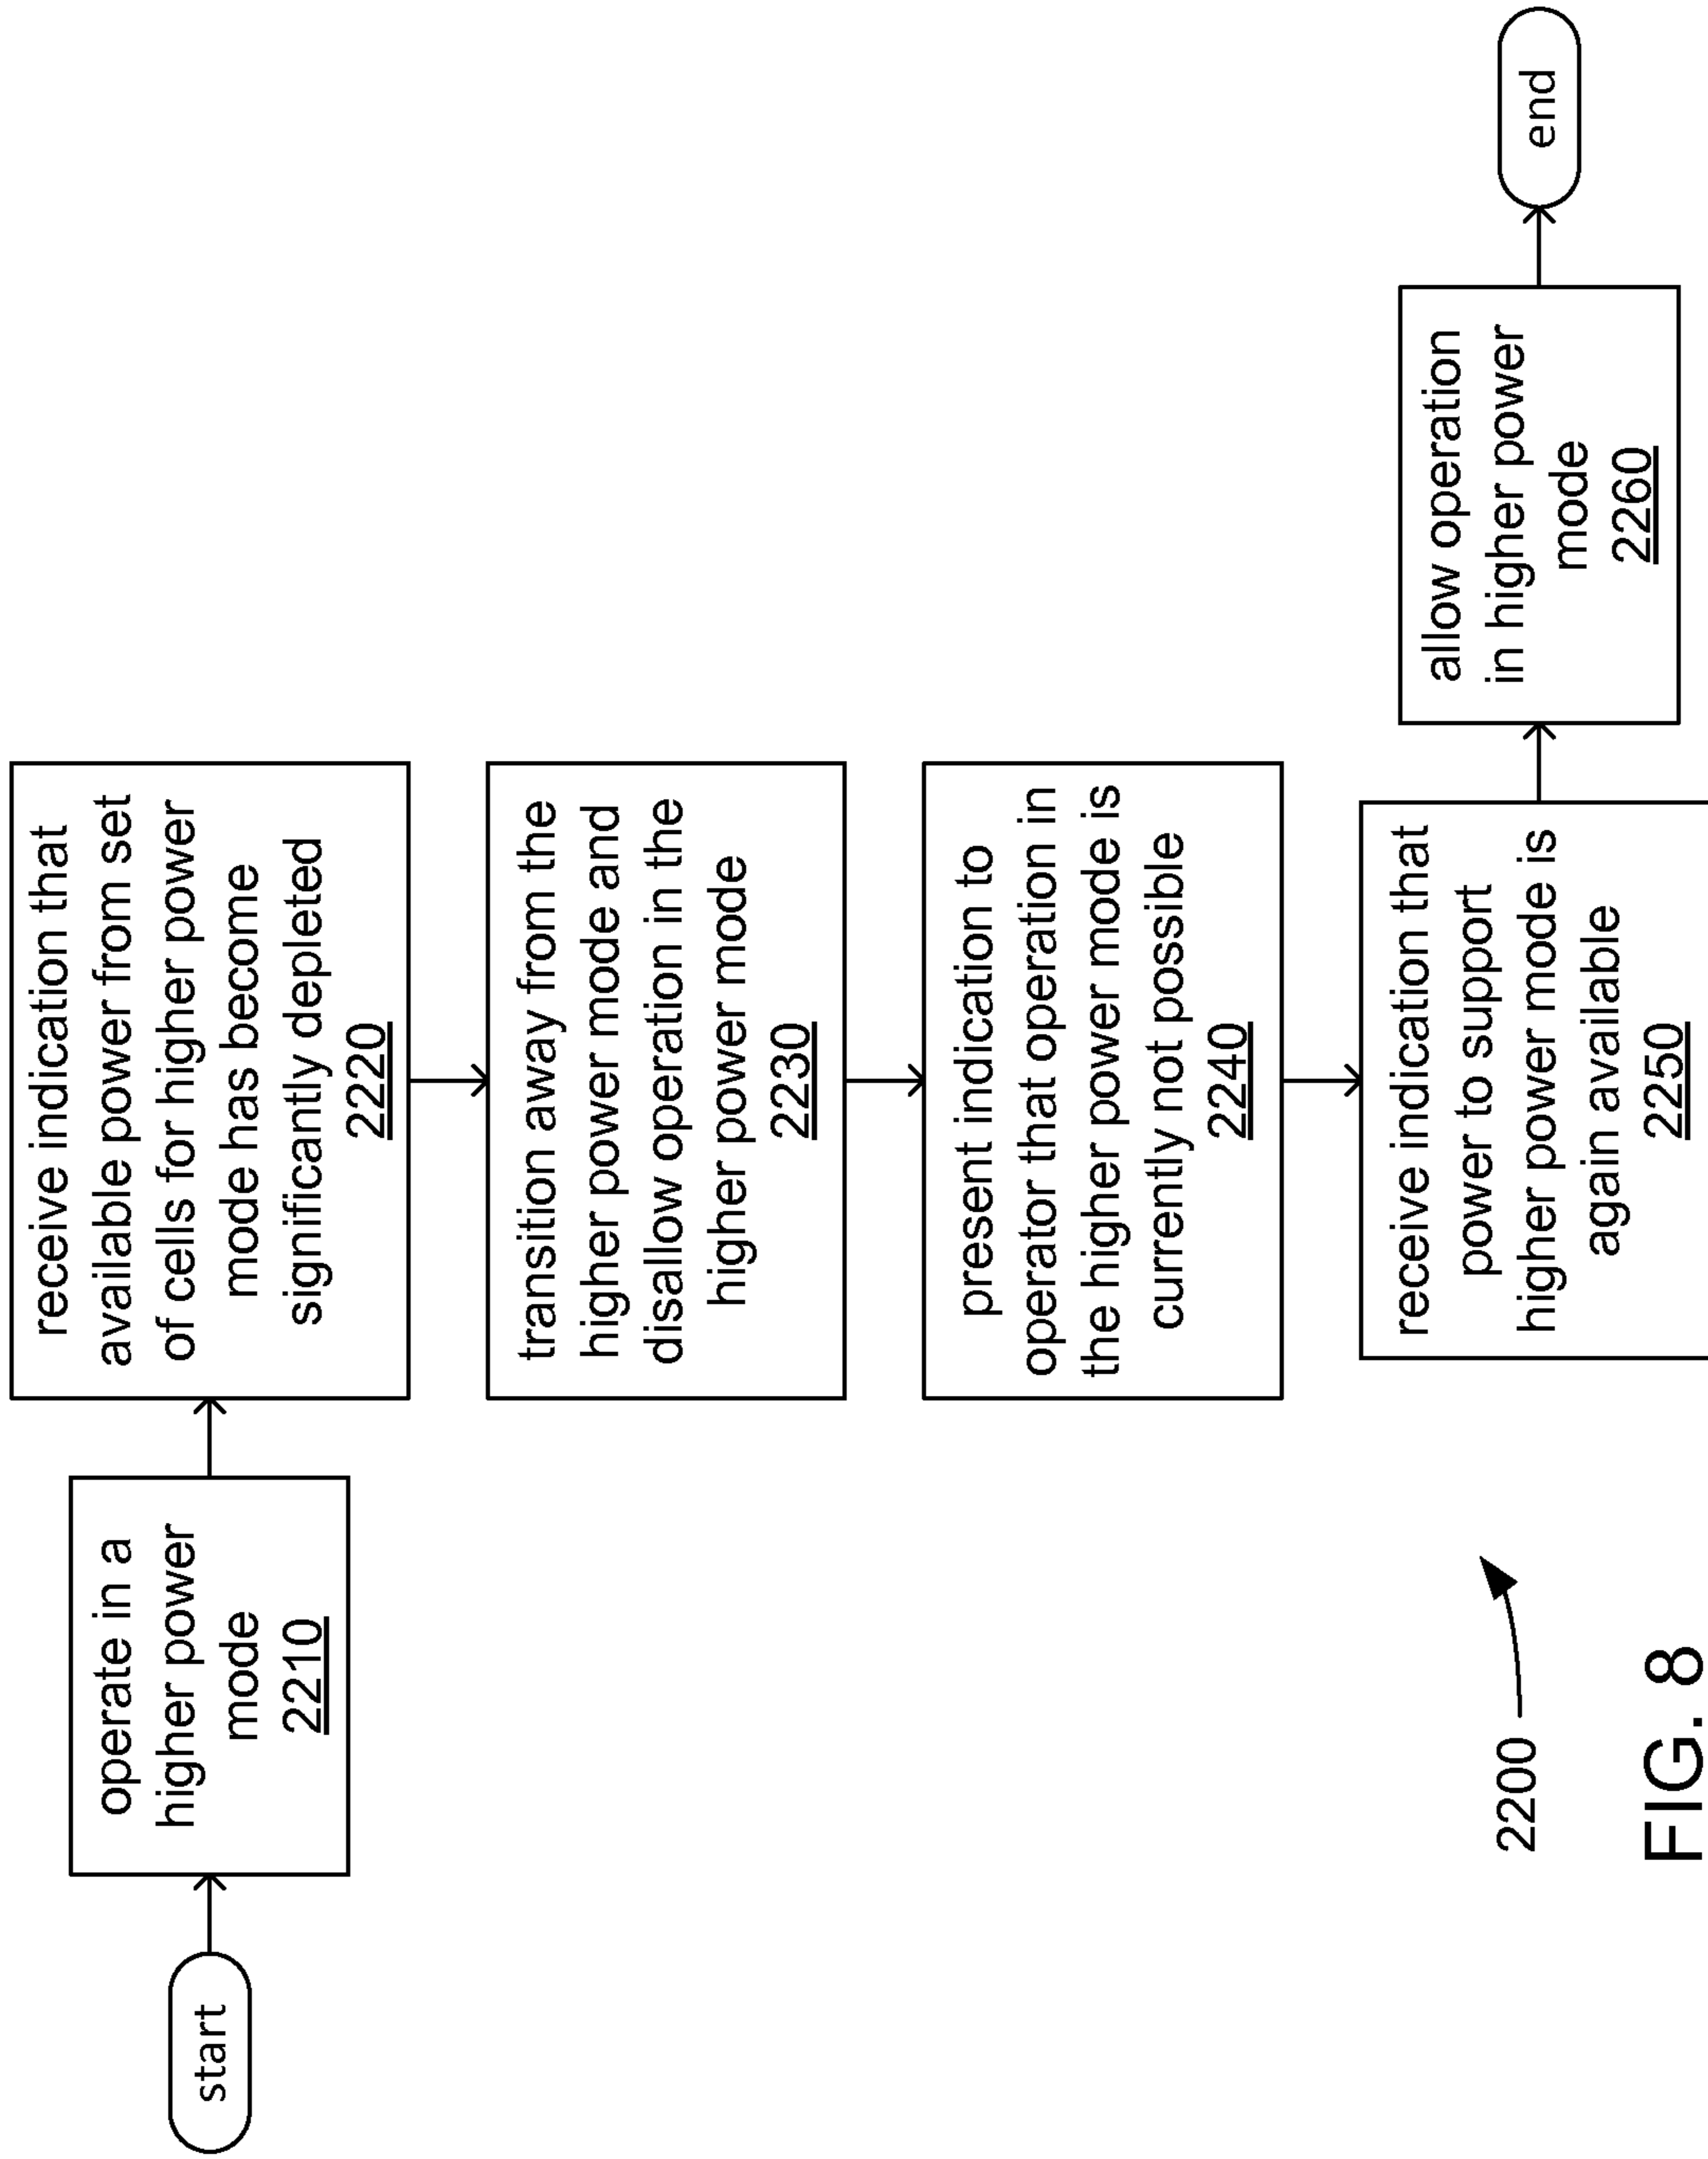 start
operate in a
higher power
mode
2210
receive indication that
available power from set
of cells for higher power
mode has become
significantly depleted
2220
transition away from the
higher power mode and
disallow operation in the
higher power mode
2230
present indication to
operator that operation in
the higher power mode is
currently not possible
2240
receive indication that
power to support
higher power mode is
again available
2250
allow operation
in higher power
mode
2260
end
2200
FIG. 8